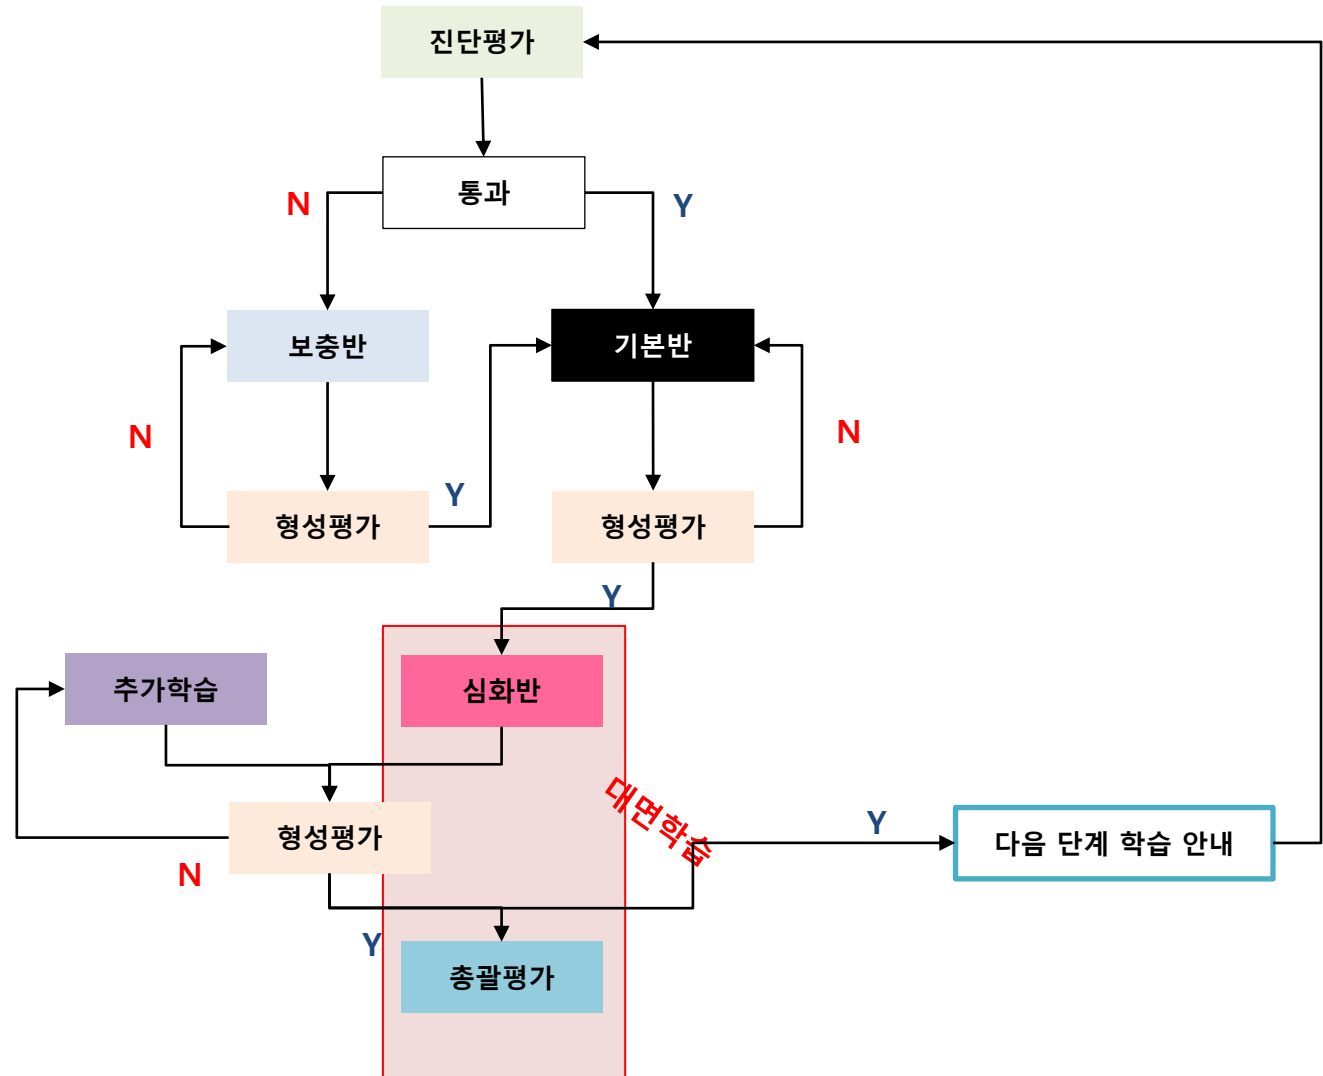 진단평가
통과
N
Y
보충반
기본반
N
N
형성평가
Y
형성평가
Y
추가학습
심화반
대면학습
형성평가
Y
다음 단계 학습 안내
N
Y
총괄평가